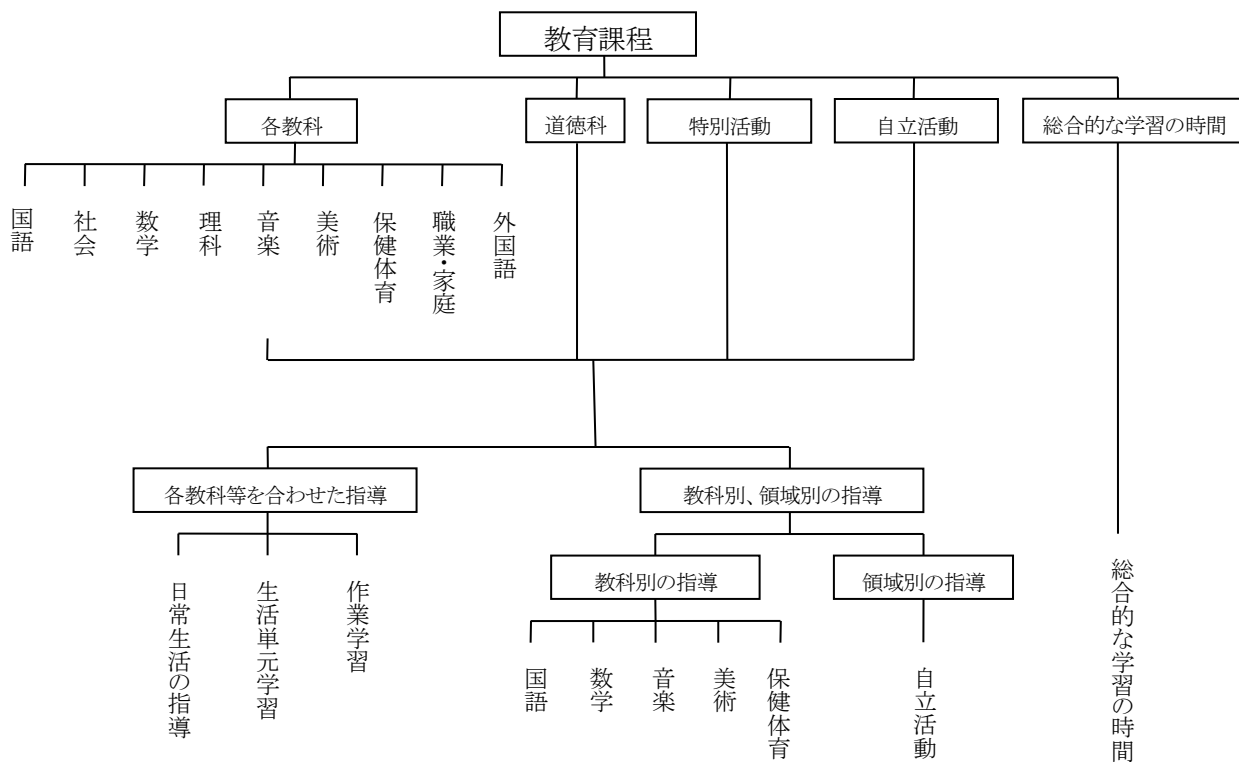 教育課程
各教科
道徳科
特別活動
自立活動
総合的な学習の時間
国語
社会
数学
理科
音楽
美術
保健体育
職業・家庭
外国語
各教科等を合わせた指導
教科別、領域別の指導
日常生活の指導
生活単元学習
作業学習
教科別の指導
領域別の指導
国語
数学
音楽
美術
保健体育
自立活動
総合的な学習の時間